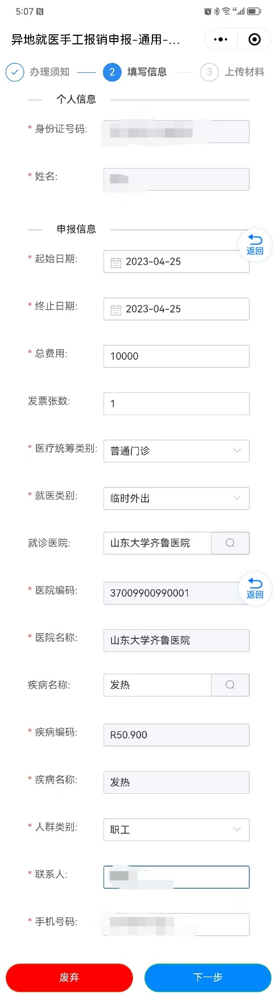 5:07
4G
异地就医手工报销申报-通用-...
办理须知
2 填写信息
3 上传材料
个人信息
* 身份证号码:
* 姓名:
申报信息
返回
* 起始日期: 2023-04-25
* 终止日期: 2023-04-25
* 总费用: 10000
发票张数: 1
* 医疗统筹类别: 普通门诊
* 就医类别: 临时外出
就诊医院: 山东大学齐鲁医院
* 医院编码: 37009900990001
返回
* 医院名称: 山东大学齐鲁医院
疾病名称: 发热
* 疾病编码: R50.900
* 疾病名称: 发热
* 人群类别: 职工
* 联系人:
* 手机号码:
废弃
下一步